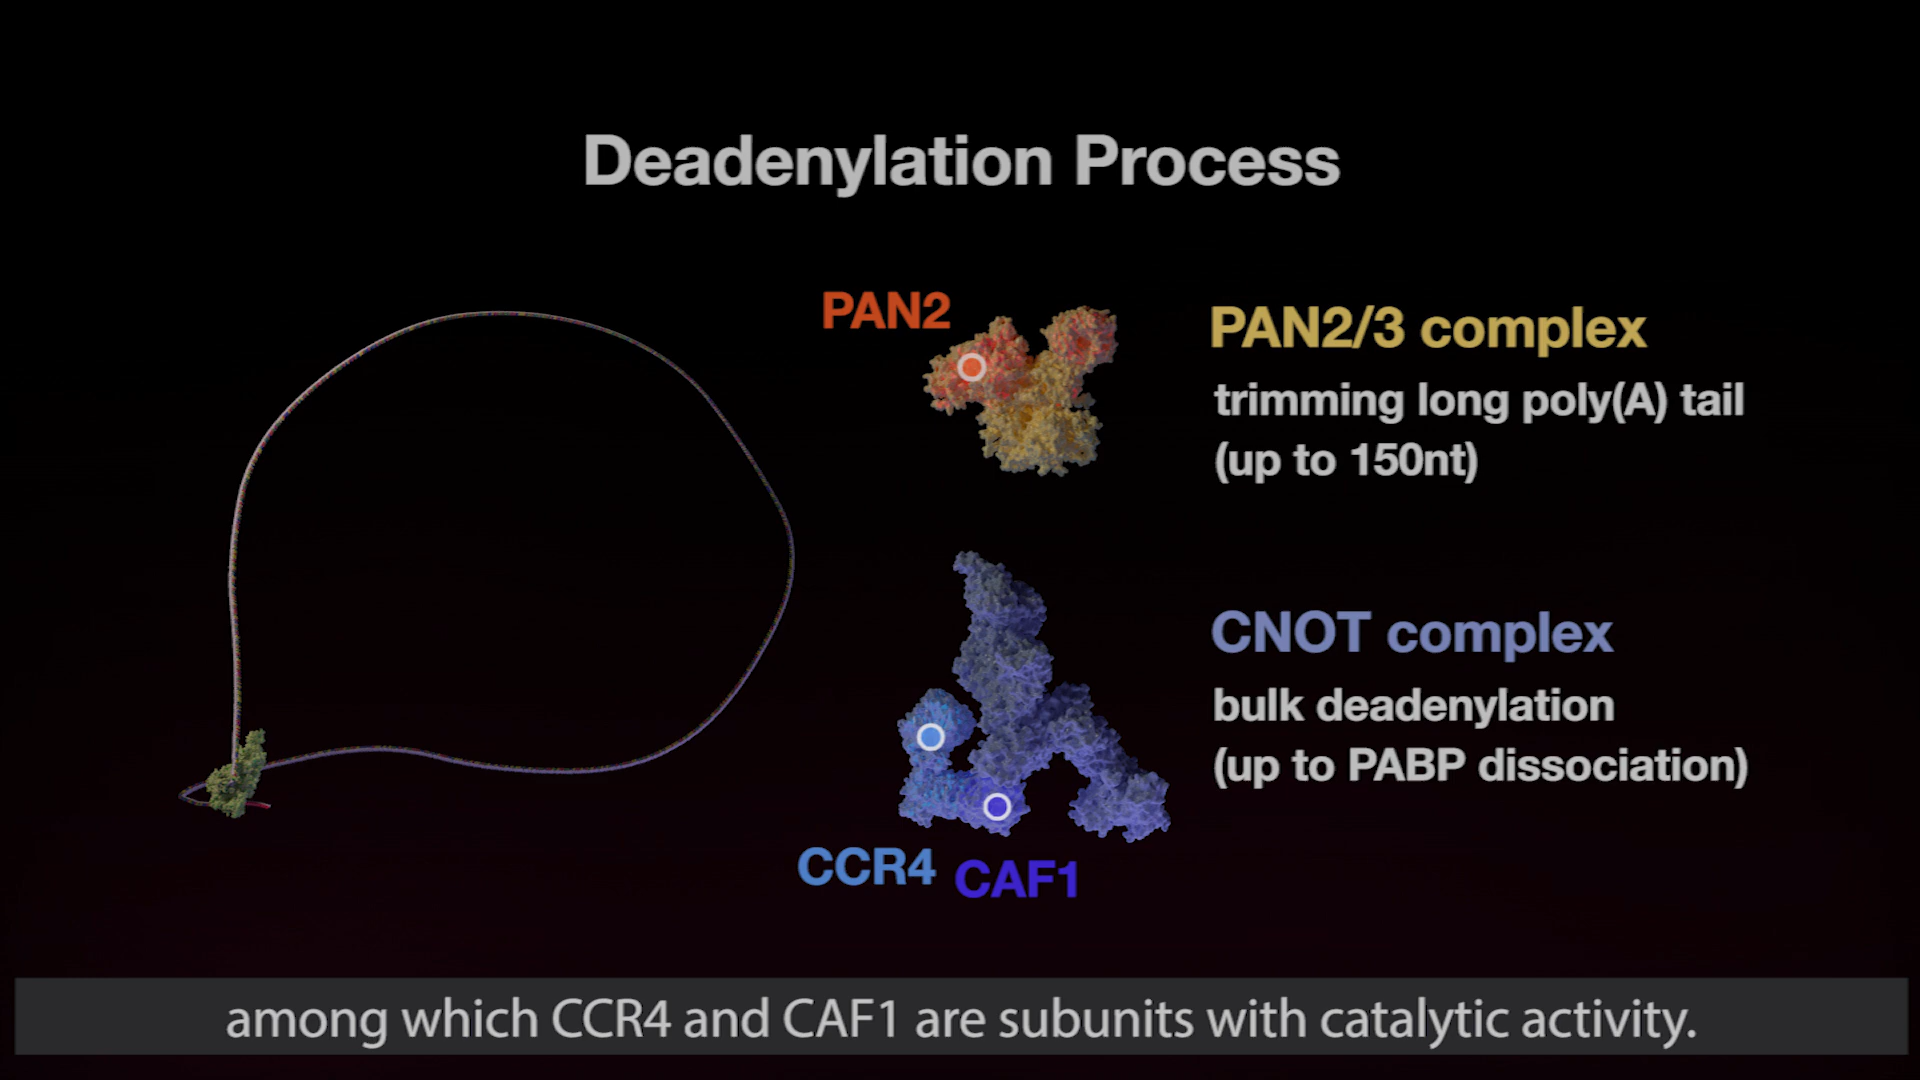 Deadenylation Process
PAN2
PAN2/3 complex
trimming long poly(A) tail
(up to 150nt)
CNOT complex
bulk deadenylation
(up to PABP dissociation)
CCR4
CAF1
among which CCR4 and CAF1 are subunits with catalytic activity.